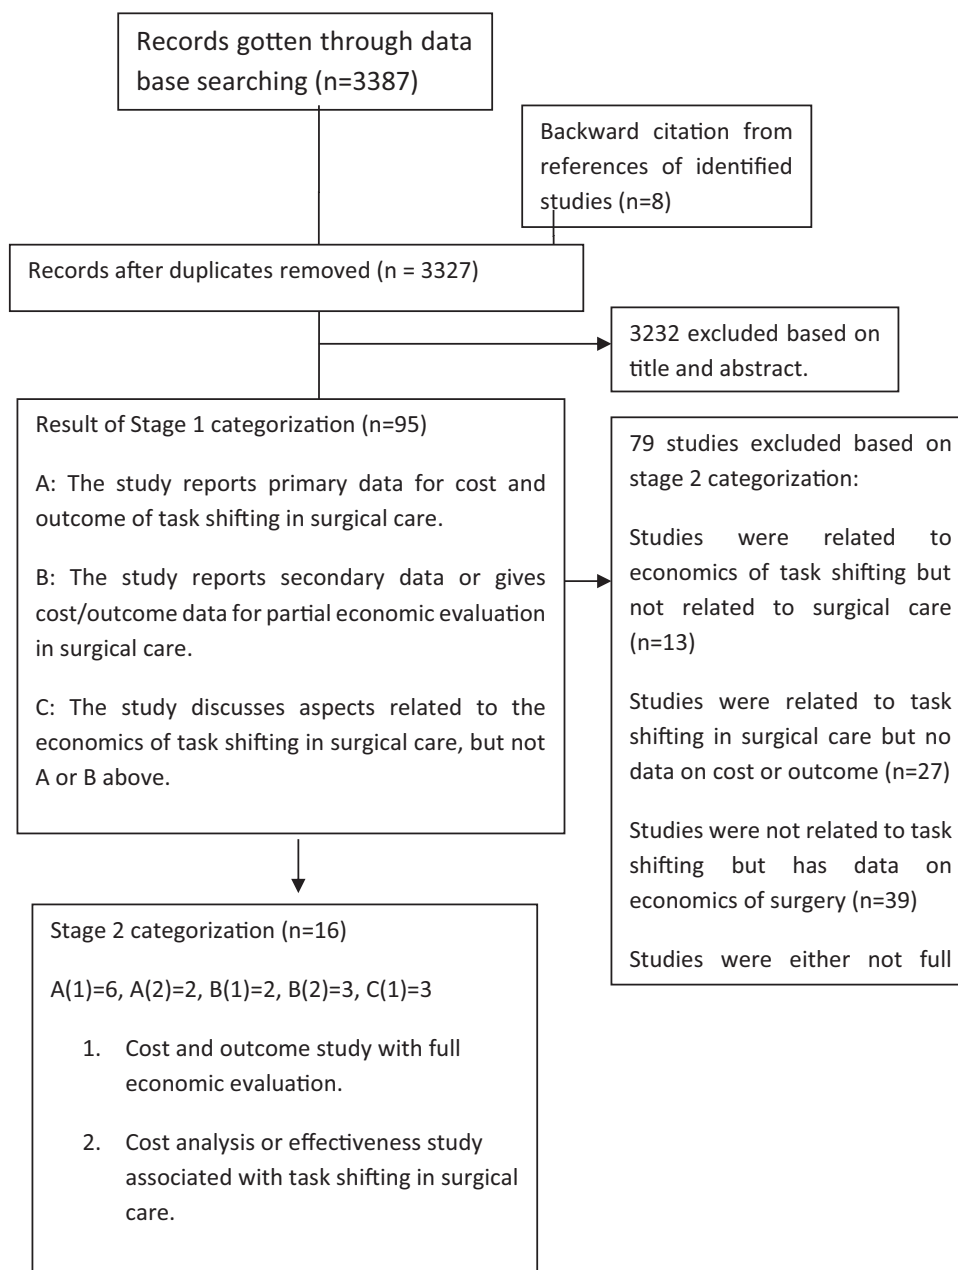 Records gotten through data
base searching (n=3387)
Backward citation from
references of identified
studies (n=8)
Records after duplicates removed (n = 3327)
3232 excluded based on
title and abstract.
Result of Stage 1 categorization (n=95)
A: The study reports primary data for cost and
outcome of task shifting in surgical care.
B: The study reports secondary data or gives
cost/outcome data for partial economic evaluation
in surgical care.
C: The study discusses aspects related to the
economics of task shifting in surgical care, but not
A or B above.
79 studies excluded based on
stage 2 categorization:
Studies were related to
economics of task shifting but
not related to surgical care
(n=13)
Studies were related to task
shifting in surgical care but no
data on cost or outcome (n=27)
Studies were not related to task
shifting but has data on
economics of surgery (n=39)
Studies were either not full
Stage 2 categorization (n=16)
A(1)=6, A(2)=2, B(1)=2, B(2)=3, C(1)=3
1. Cost and outcome study with full
economic evaluation.
2. Cost analysis or effectiveness study
associated with task shifting in surgical
care.